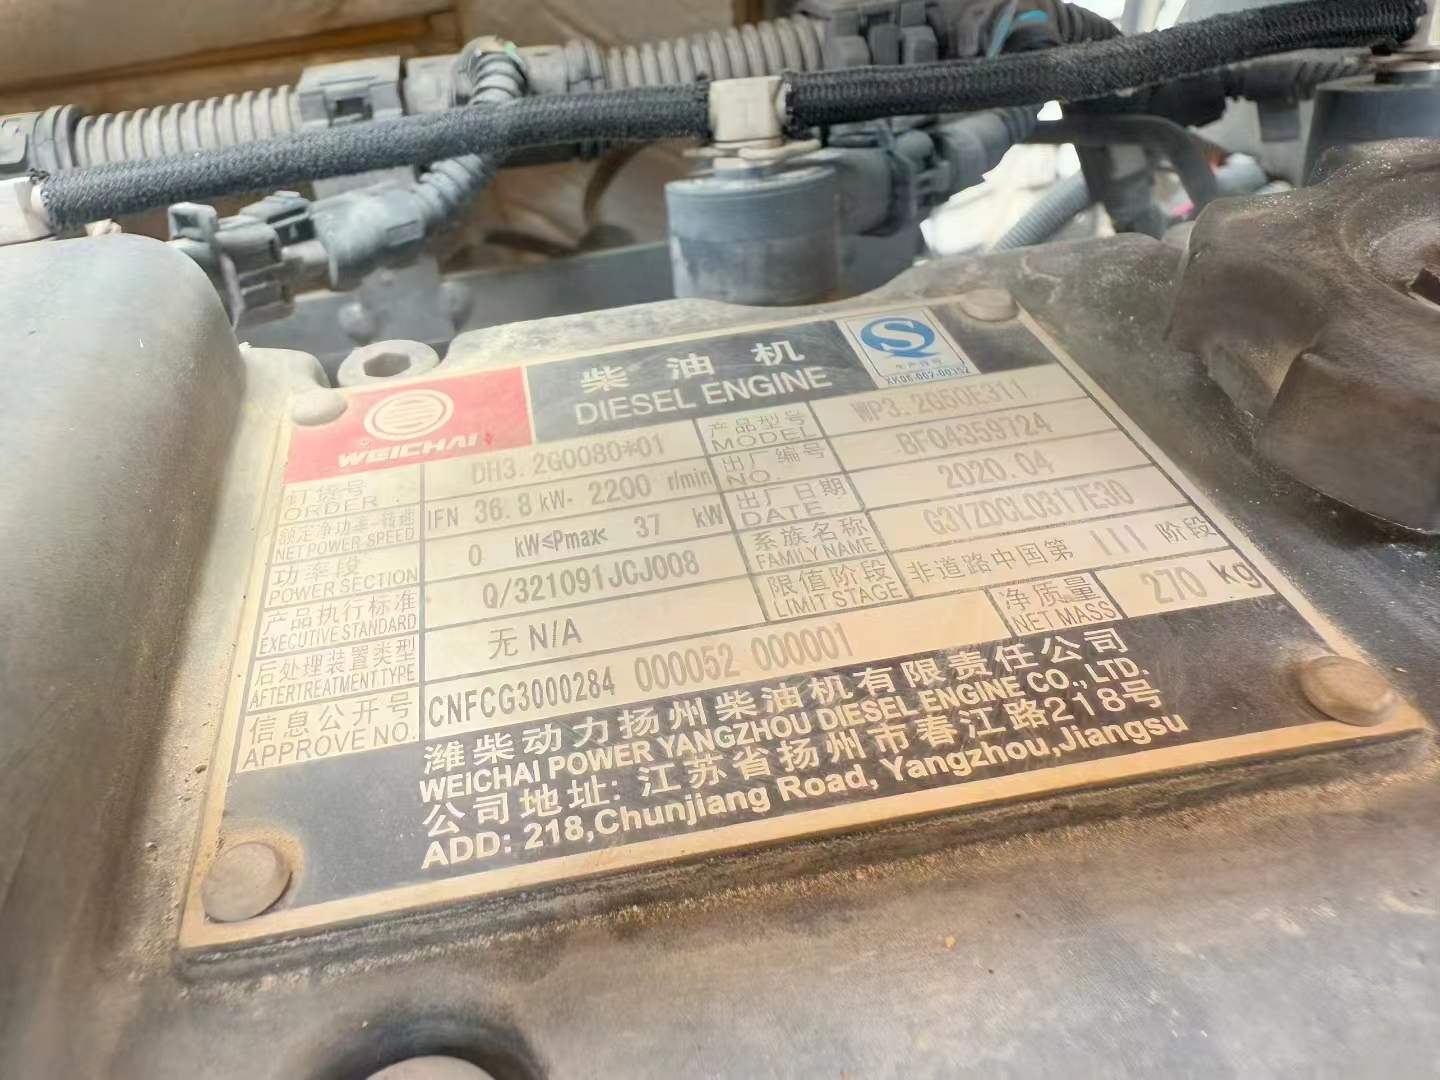 WEICHAI
柴油机
DIESEL ENGINE
生产许可
XK06-002-00352
订货号
ORDER
DH3.2G0080*01
产品型号
MODEL
WP3.2G50E311
额定净功率-转速
NET POWER SPEED
IFN 36.8 kW- 2200 r/min
出厂编号
NO.
BF04359724
功率段
POWER SECTION
0 kW≤Pmax< 37 kW
出厂日期
DATE
2020.04
产品执行标准
EXECUTIVE STANDARD
Q/321091JCJ008
系族名称
FAMILY NAME
G3YZDCL0317E30
后处理装置类型
AFTERTREATMENT TYPE
无 N/A
限值阶段
LIMIT STAGE
非道路中国第 III 阶段
信息公开号
APPROVE NO.
CNFCG3000284 000052 000001
净质量
NET MASS
270 kg
潍柴动力扬州柴油机有限责任公司
WEICHAI POWER YANGZHOU DIESEL ENGINE CO., LTD.
公司地址: 江苏省扬州市春江路218号
ADD: 218,Chunjiang Road, Yangzhou,Jiangsu